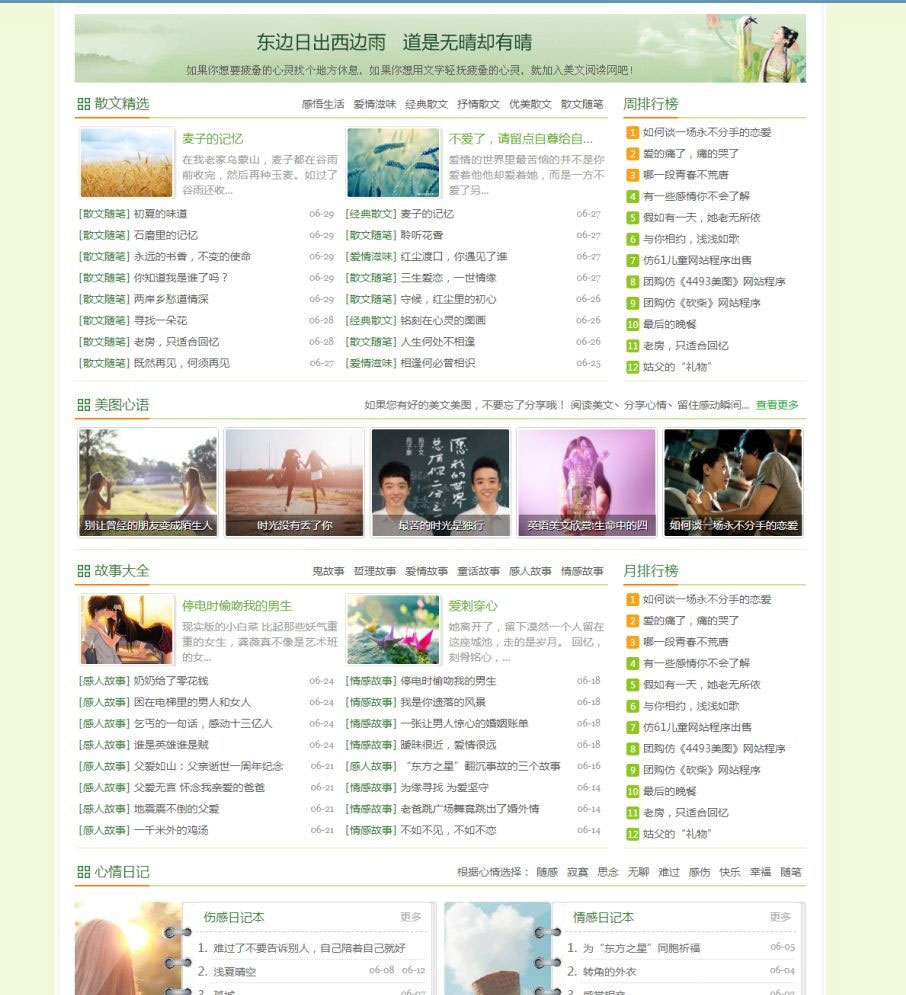 东边日出西边雨 道是无晴却有晴
如果你想要疲惫的心灵找个地方休息，如果你想用文字轻抚疲惫的心灵，就加入美文阅读网吧！
散文精选 感悟生活 爱情滋味 经典散文 抒情散文 优美散文 散文随笔
麦子的记忆
在我老家乌蒙山，麦子都在谷雨
前收完，然后再种玉麦。如过了
谷雨还收...
不爱了，请留点自尊给自...
爱情的世界里最苦恼的并不是你
爱着他他却爱着她，而是一方不
爱了另...
[散文随笔] 初夏的味道 06-29
[散文随笔] 石磨里的记忆 06-29
[散文随笔] 永远的书香，不变的使命 06-29
[散文随笔] 你知道我是谁了吗？ 06-29
[散文随笔] 两岸乡愁道情深 06-29
[散文随笔] 寻找一朵花 06-28
[散文随笔] 老房，只适合回忆 06-28
[散文随笔] 既然再见，何须再见 06-27
[经典散文] 麦子的记忆 06-27
[散文随笔] 聆听花香 06-27
[爱情滋味] 红尘渡口，你遇见了谁 06-27
[散文随笔] 三生爱恋，一世情缘 06-27
[散文随笔] 守候，红尘里的初心 06-26
[经典散文] 铭刻在心灵的图画 06-26
[散文随笔] 人生何处不相逢 06-26
[爱情滋味] 相逢何必曾相识 06-25
周排行榜
1 如何谈一场永不分手的恋爱
2 爱的痛了，痛的哭了
3 哪一段青春不荒唐
4 有一些感情你不会了解
5 假如有一天，她老无所依
6 与你相约，浅浅如歌
7 仿61儿童网站程序出售
8 团购仿《4493美图》网站程序
9 团购仿《砍柴》网站程序
10 最后的晚餐
11 老房，只适合回忆
12 姑父的“礼物”
美图心语 如果您有好的美文美图，不要忘了分享哦！ 阅读美文、分享心情、留住感动瞬间... 查看更多
愿我的世界
总有你二分之一
苑子文
苑子豪
别让曾经的朋友变成陌生人
时光没有丢了你
最苦的时光是独行
英语美文欣赏:生命中的四
如何谈一场永不分手的恋爱
故事大全 鬼故事 哲理故事 爱情故事 童话故事 感人故事 情感故事
停电时偷吻我的男生
现实版的小白菜 比起那些妖气重
重的女生，龚薇真不像是艺术班
的女...
爱刺穿心
她离开了，留下漠然一个人留在
这座城池，走的是岁月。 回忆，
刻骨铭心，...
[感人故事] 奶奶给了零花钱 06-24
[感人故事] 困在电梯里的男人和女人 06-24
[感人故事] 乞丐的一句话，感动十三亿人 06-24
[感人故事] 谁是英雄谁是贼 06-24
[感人故事] 父爱如山：父亲逝世一周年纪念 06-21
[感人故事] 父爱无言 怀念我亲爱的爸爸 06-21
[感人故事] 地震震不倒的父爱 06-21
[感人故事] 一千米外的鸡汤 06-21
[情感故事] 停电时偷吻我的男生 06-18
[情感故事] 我是你遗落的风景 06-18
[情感故事] 一张让男人惊心的婚姻账单 06-18
[情感故事] 暧昧很近，爱情很远 06-18
[感人故事] “东方之星”翻沉事故的三个故事 06-16
[情感故事] 为缘寻找 为爱坚守 06-14
[情感故事] 老爸跳广场舞竟跳出了婚外情 06-14
[情感故事] 不如不见，不如不恋 06-14
月排行榜
1 如何谈一场永不分手的恋爱
2 爱的痛了，痛的哭了
3 哪一段青春不荒唐
4 有一些感情你不会了解
5 假如有一天，她老无所依
6 与你相约，浅浅如歌
7 仿61儿童网站程序出售
8 团购仿《4493美图》网站程序
9 团购仿《砍柴》网站程序
10 最后的晚餐
11 老房，只适合回忆
12 姑父的“礼物”
心情日记 根据心情选择： 随感 寂寞 思念 无聊 难过 感伤 快乐 幸福 随笔
伤感日记本 更多
1. 难过了不要告诉别人，自己陪着自己就好
2. 浅夏晴空 06-08 06-12
情感日记本 更多
1. 为“东方之星”同胞祈福 06-05
2. 转角的外衣 06-04